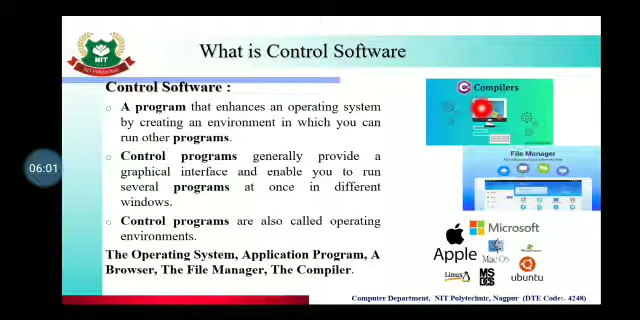 What is Control Software
NIT
NIT Polytechnic
Control Software :
A program that enhances an operating system
by creating an environment in which you can
run other programs.
Control programs generally provide a
graphical interface and enable you to run
several programs at once in different
windows.
Control programs are also called operating
environments.
The Operating System, Application Program, A
Browser, The File Manager, The Compiler.
06:01
Compilers
File Manager
Microsoft
Apple
Mac OS
Linux
MS
DOS
ubuntu
Computer Department, NIT Polytechnic, Nagpur (DTE Code:- 4248)